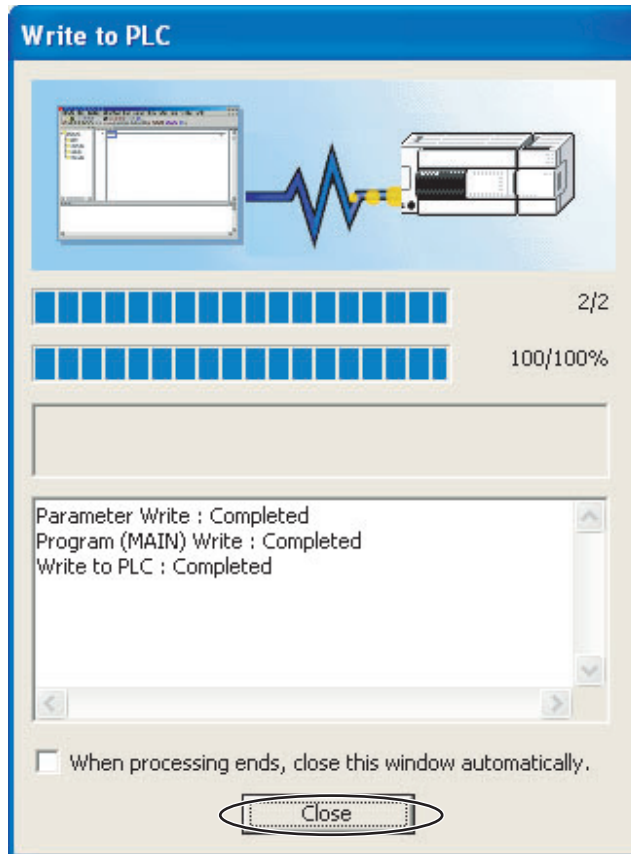 Write to PLC
2/2
100/100%
Parameter Write : Completed
Program (MAIN) Write : Completed
Write to PLC : Completed
When processing ends, close this window automatically.
Close